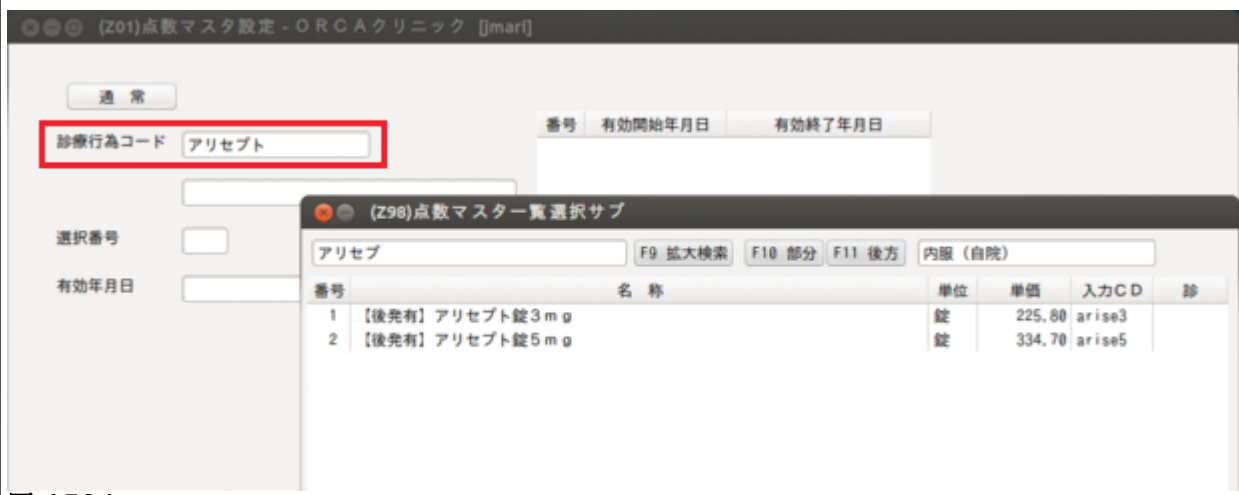 (Z01)点数マスタ設定 - ORCAクリニック [jmari]
通 常
番号 有効開始年月日 有効終了年月日
診療行為コード アリセプト
(Z98)点数マスタ一覧選択サブ
選択番号
アリセプ F9 拡大検索 F10 部分 F11 後方 内服（自院）
有効年月日
番号 名 称 単位 単価 入力CD 診
1 【後発有】アリセプト錠3mg 錠 225.80 arise3
2 【後発有】アリセプト錠5mg 錠 334.70 arise5